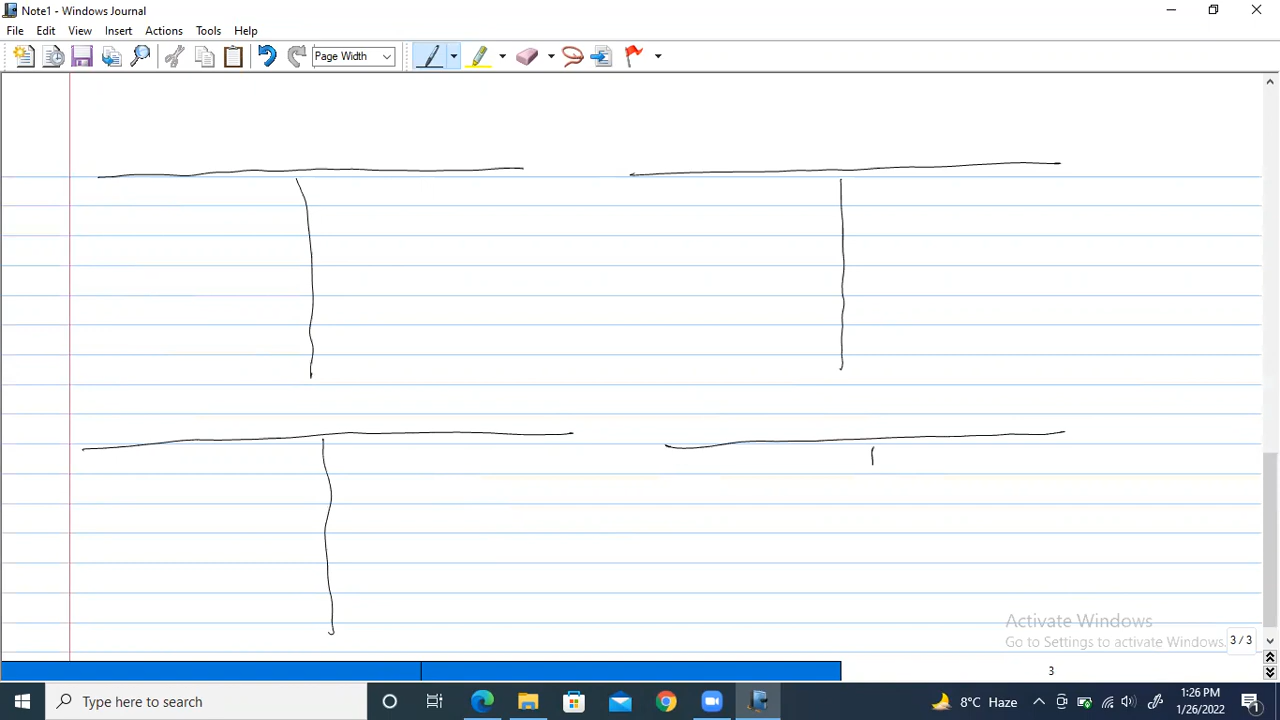 Note1 - Windows Journal
File Edit View Insert Actions Tools Help
Page Width
Activate Windows
Go to Settings to activate Windows.
3 / 3
3
Type here to search
8°C Haze
1:26 PM
1/26/2022
1